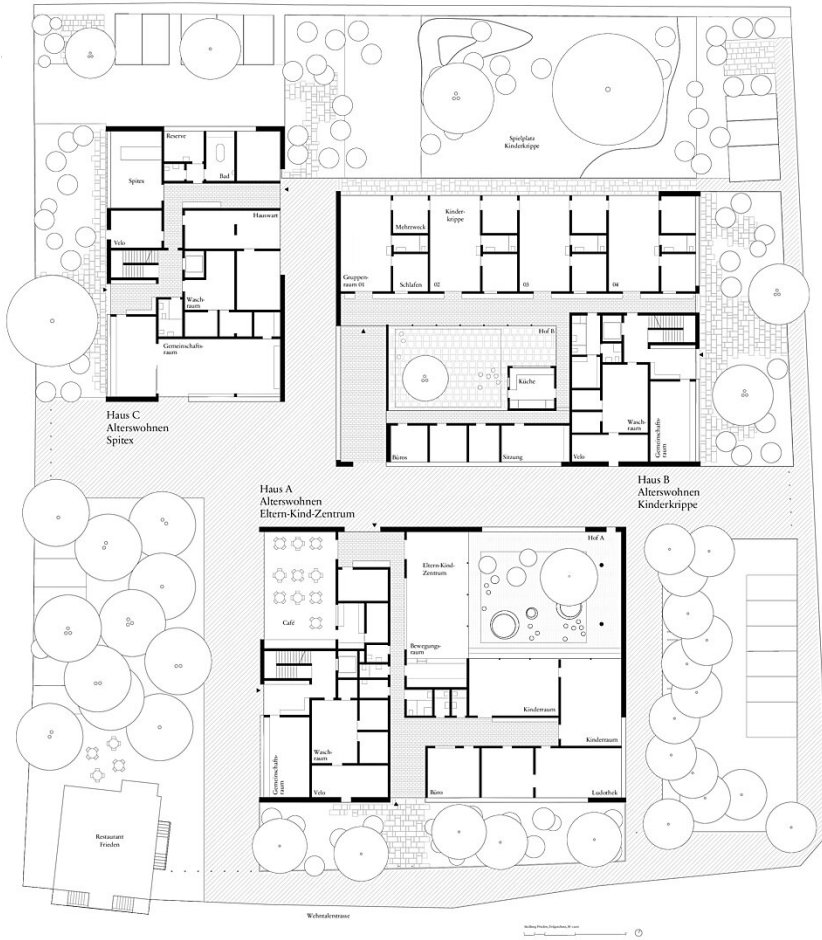 Spielplatz
Kinderkrippe
Reserve
Bad
Spitex
Hauswart
Velo
Wasch-
raum
Gemeinschafts-
raum
Haus C
Alterswohnen
Spitex
Mehrzweck
Kinder-
krippe
Gruppen-
raum 01
Schlafen
02
03
04
Hof B
Küche
Wasch-
raum
Gemeinschafts-
raum
Büros
Sitzung
Velo
Haus B
Alterswohnen
Kinderkrippe
Haus A
Alterswohnen
Eltern-Kind-Zentrum
Hof A
Eltern-Kind-
Zentrum
Café
Bewegungs-
raum
Kinderraum
Kinderraum
Wasch-
raum
Gemeinschafts-
raum
Velo
Büro
Ludothek
Restaurant
Frieden
Wehntalerstrasse